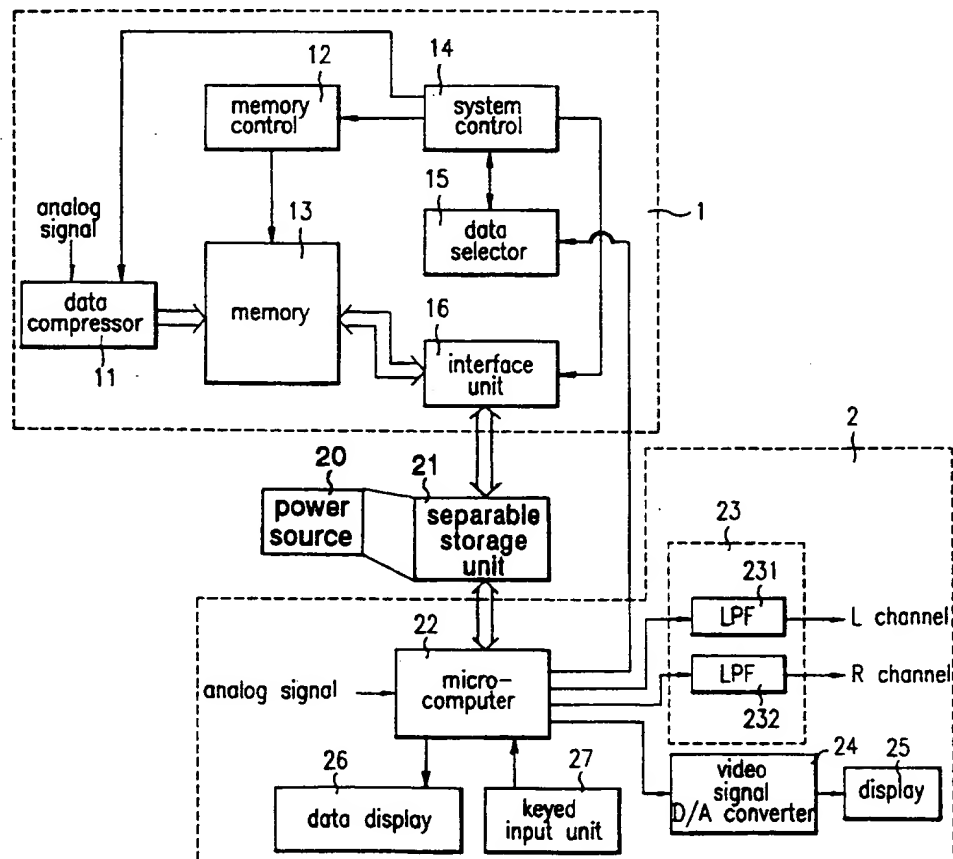 12
14
memory
control
system
control
15
data
selector
1
analog
signal
13
data
compressor
11
memory
16
interface
unit
2
20
power
source
21
separable
storage
unit
23
231
LPF
L channel
22
micro-
computer
analog signal
LPF
R channel
232
24
video
signal
D/A converter
25
display
26
data display
27
keyed
input unit